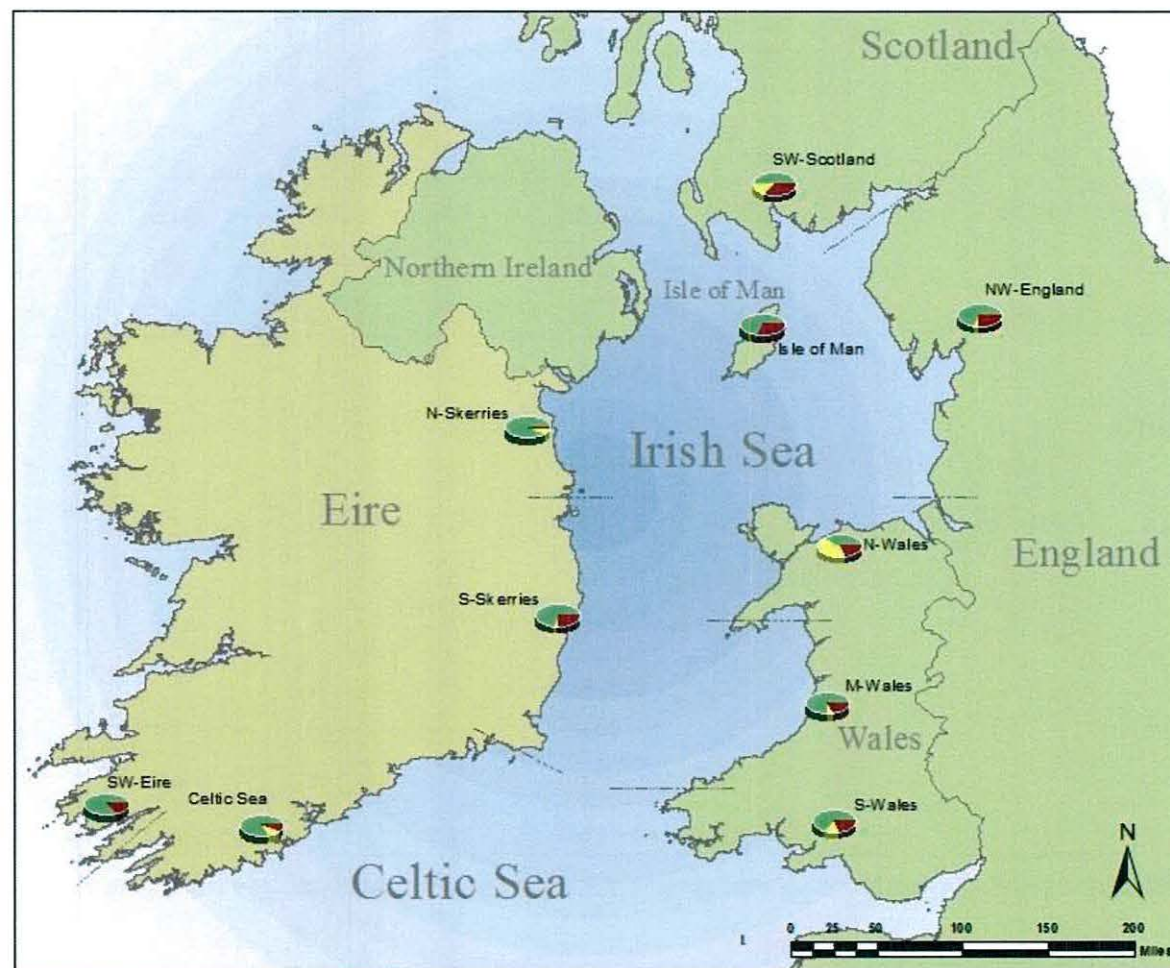 Scotland
SW-Scotland
Northern Ireland
Isle of Man
NW-England
Isle of Man
N-Skerries
Irish Sea
Eire
N-Wales
England
S-Skerries
M-Wales
Wales
SW-Eire
Celtic Sea
S-Wales
N
Celtic Sea
0 50 100 150 200
Miles